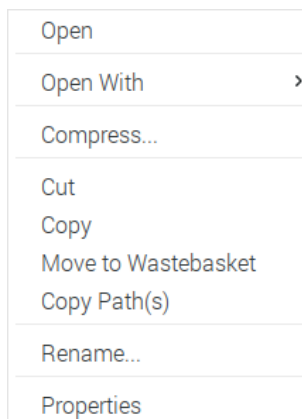 Open
Open With
Compress...
Cut
Copy
Move to Wastebasket
Copy Path(s)
Rename...
Properties